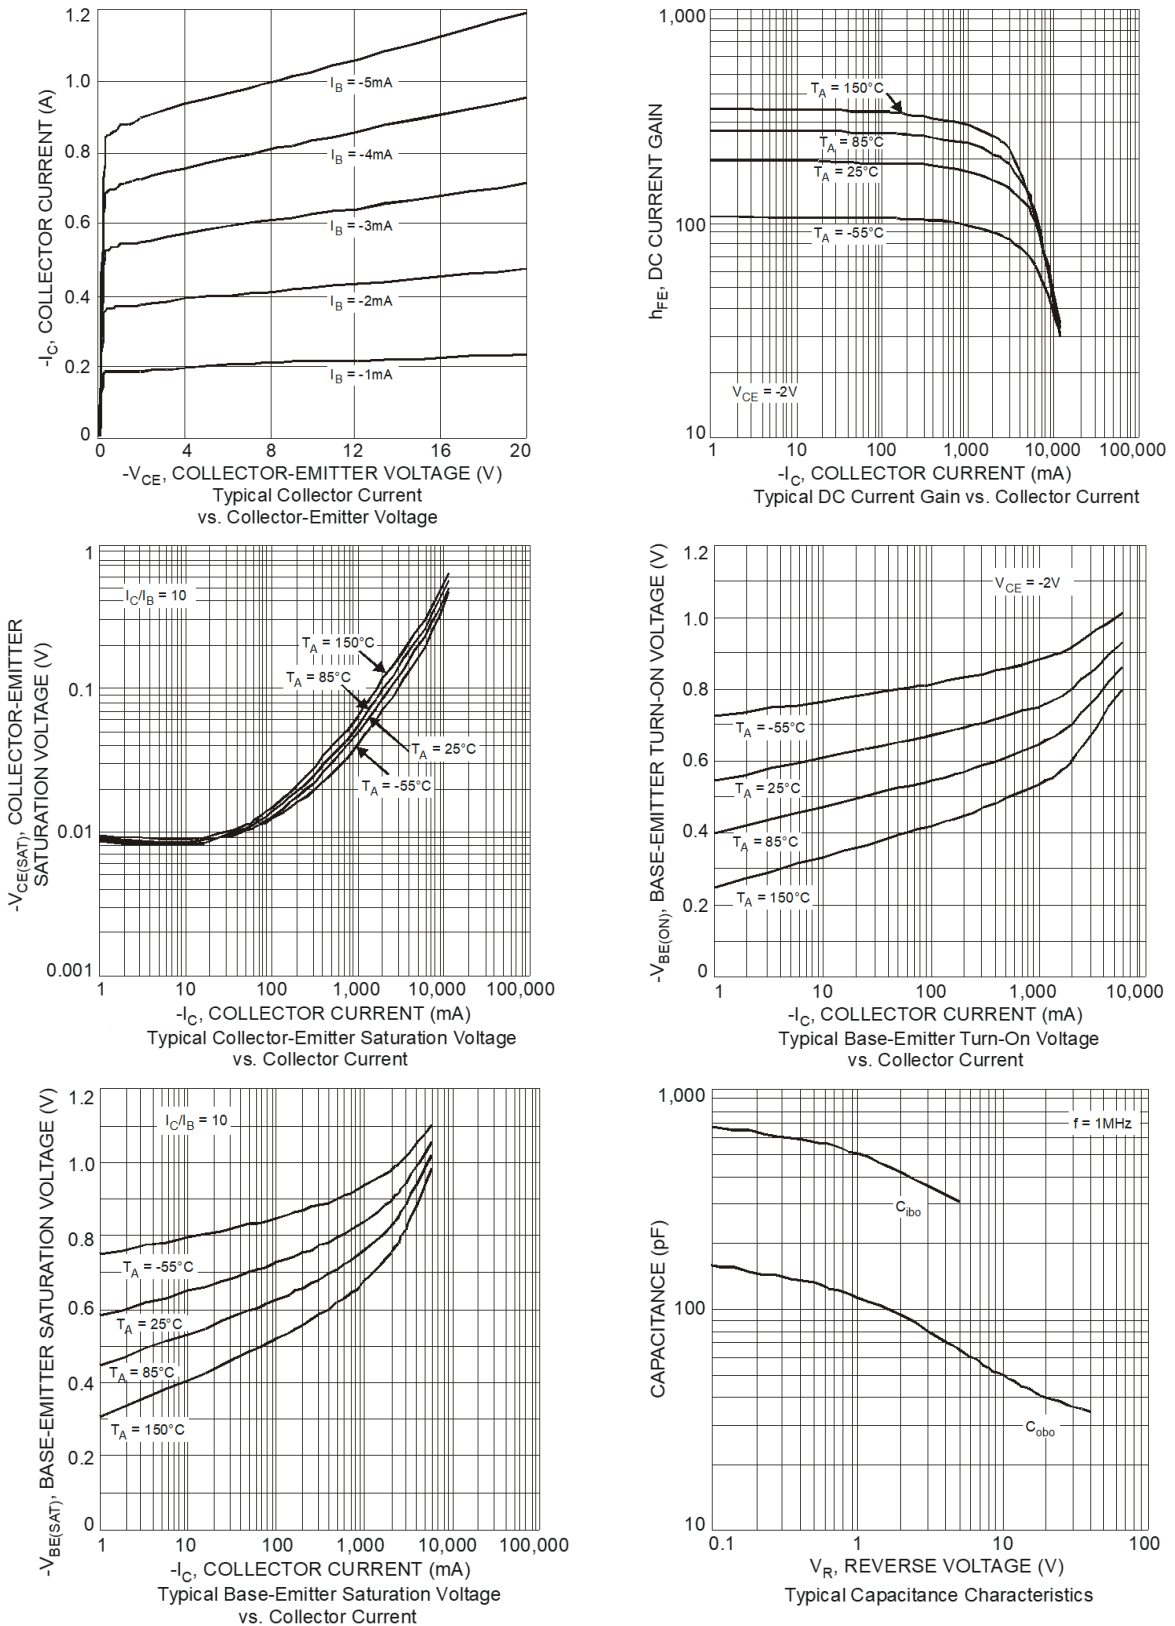 -I_C, COLLECTOR CURRENT (A)
1.2
1.0
0.8
0.6
0.4
0.2
0
I_B = -5mA
I_B = -4mA
I_B = -3mA
I_B = -2mA
I_B = -1mA
0 4 8 12 16 20
-V_CE, COLLECTOR-EMITTER VOLTAGE (V)
Typical Collector Current
vs. Collector-Emitter Voltage
h_FE, DC CURRENT GAIN
1,000
100
10
T_A = 150°C
T_A = 85°C
T_A = 25°C
T_A = -55°C
V_CE = -2V
1 10 100 1,000 10,000 100,000
-I_C, COLLECTOR CURRENT (mA)
Typical DC Current Gain vs. Collector Current
-V_CE(SAT), COLLECTOR-EMITTER
SATURATION VOLTAGE (V)
1
0.1
0.01
0.001
I_C/I_B = 10
T_A = 150°C
T_A = 85°C
T_A = 25°C
T_A = -55°C
1 10 100 1,000 10,000 100,000
-I_C, COLLECTOR CURRENT (mA)
Typical Collector-Emitter Saturation Voltage
vs. Collector Current
-V_BE(ON), BASE-EMITTER TURN-ON VOLTAGE (V)
1.2
1.0
0.8
0.6
0.4
0.2
0
V_CE = -2V
T_A = -55°C
T_A = 25°C
T_A = 85°C
T_A = 150°C
1 10 100 1,000 10,000
-I_C, COLLECTOR CURRENT (mA)
Typical Base-Emitter Turn-On Voltage
vs. Collector Current
-V_BE(SAT), BASE-EMITTER SATURATION VOLTAGE (V)
1.2
1.0
0.8
0.6
0.4
0.2
0
I_C/I_B = 10
T_A = -55°C
T_A = 25°C
T_A = 85°C
T_A = 150°C
1 10 100 1,000 10,000 100,000
-I_C, COLLECTOR CURRENT (mA)
Typical Base-Emitter Saturation Voltage
vs. Collector Current
CAPACITANCE (pF)
1,000
100
10
f = 1MHz
C_ibo
C_obo
0.1 1 10 100
V_R, REVERSE VOLTAGE (V)
Typical Capacitance Characteristics